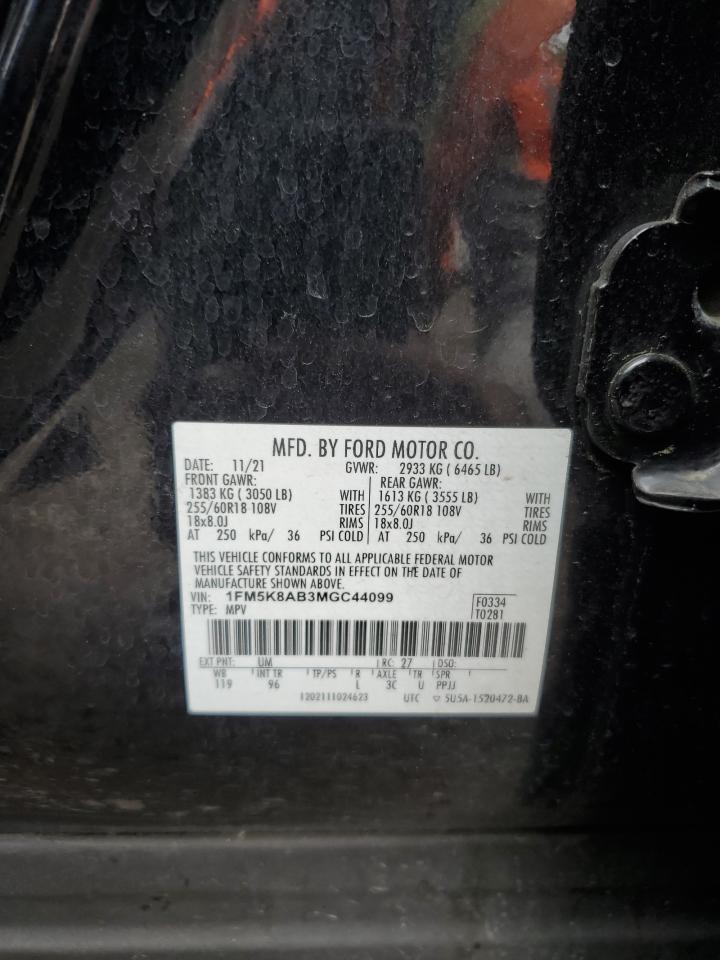 MFD. BY FORD MOTOR CO.
DATE: 11/21 GVWR: 2933 KG ( 6465 LB)
FRONT GAWR: REAR GAWR:
1383 KG ( 3050 LB) WITH 1613 KG ( 3555 LB) WITH
255/60R18 108V TIRES 255/60R18 108V TIRES
18x8.0J RIMS 18x8.0J RIMS
AT 250 kPa/ 36 PSI COLD AT 250 kPa/ 36 PSI COLD
THIS VEHICLE CONFORMS TO ALL APPLICABLE FEDERAL MOTOR
VEHICLE SAFETY STANDARDS IN EFFECT ON THE DATE OF
MANUFACTURE SHOWN ABOVE.
VIN: 1FM5K8AB3MGC44099 F0334
TYPE: MPV T0281
EXT PNT: UM RC: 27 DSO:
WB INT TR TP/PS R AXLE TR SPR
119 96 L 3C U PPJJ
1202111024623 UTC ▽ 5U5A-1520472-BA